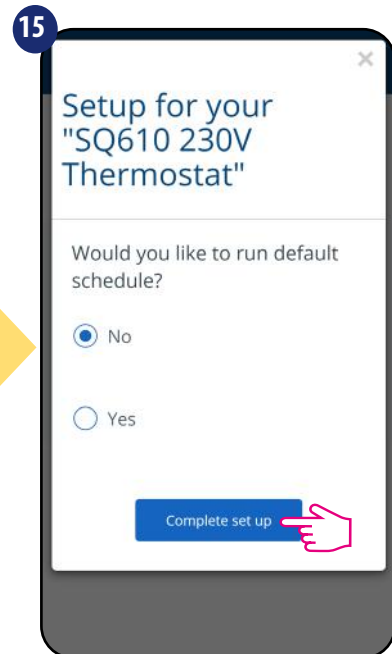 15
×
Setup for your
"SQ610 230V
Thermostat"
Would you like to run default
schedule?
No
Yes
Complete set up